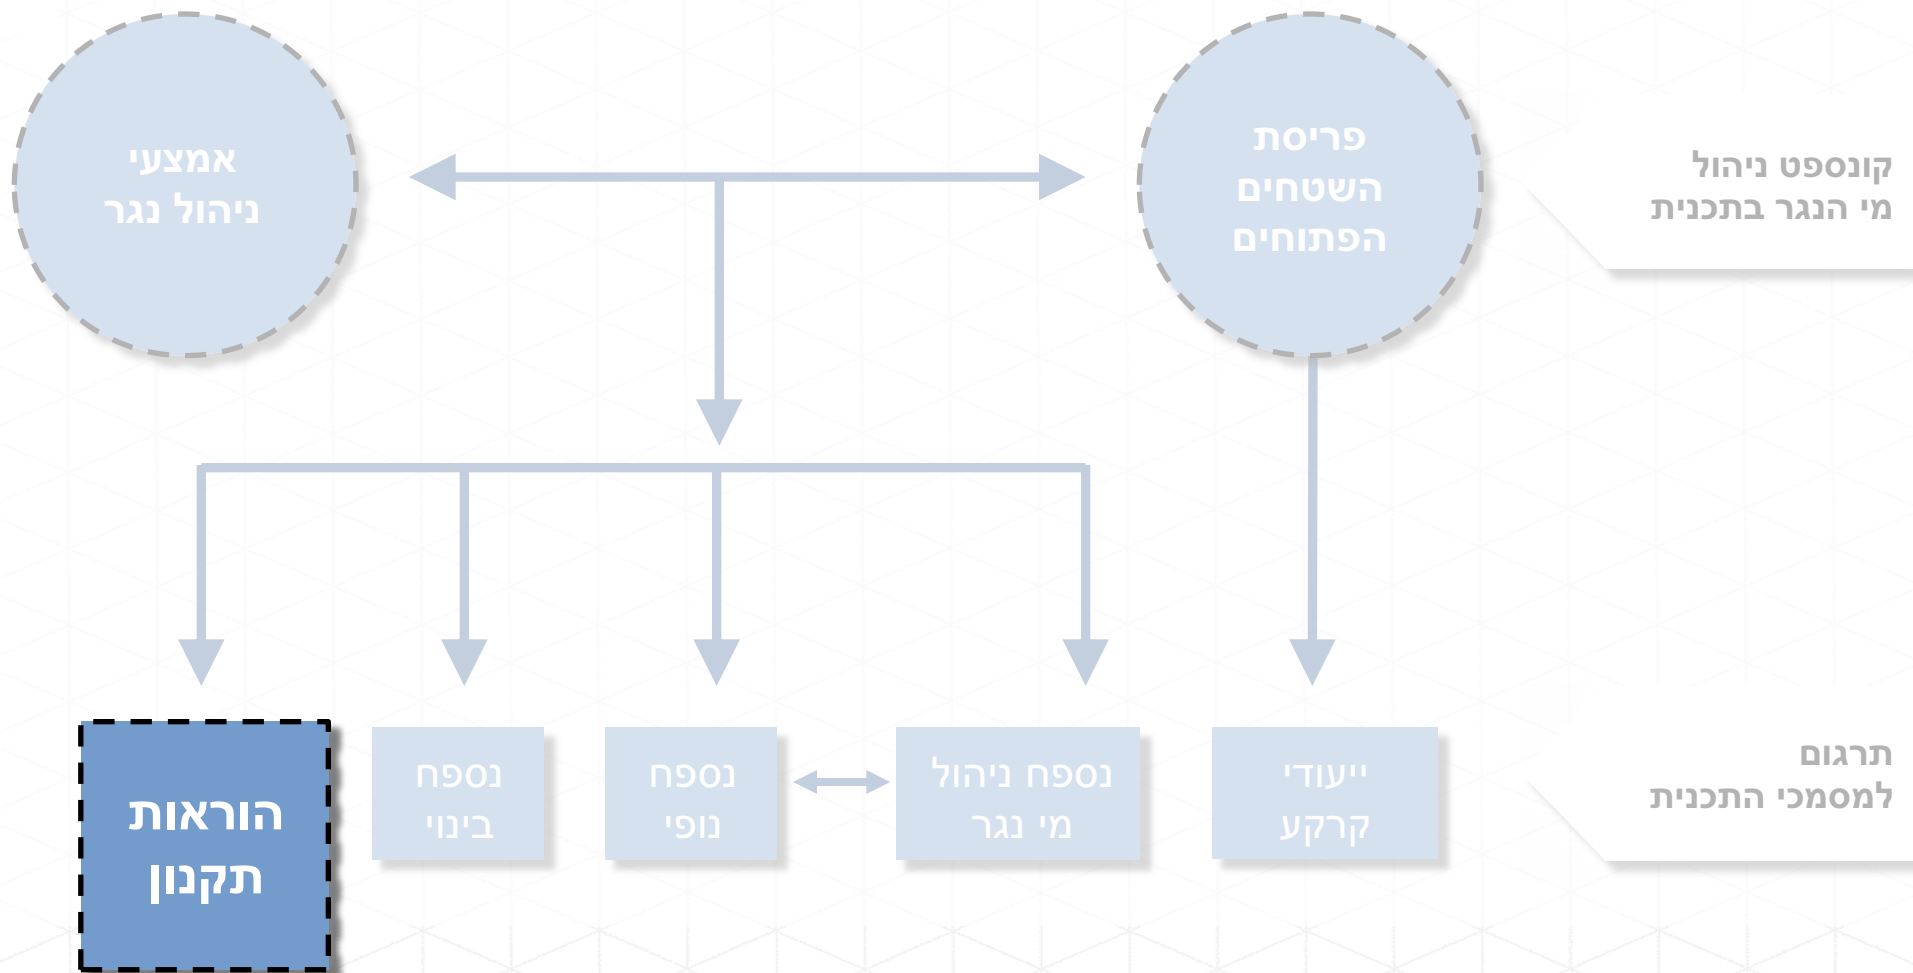 קונספט ניהול
מי הנגר בתכנית
פריסת
השטחים
הפתוחים
אמצעי
ניהול נגר
תרגום
למסמכי התכנית
ייעודי
קרקע
נספח ניהול
מי נגר
נספח
נופי
נספח
בינוי
הוראות
תקנון